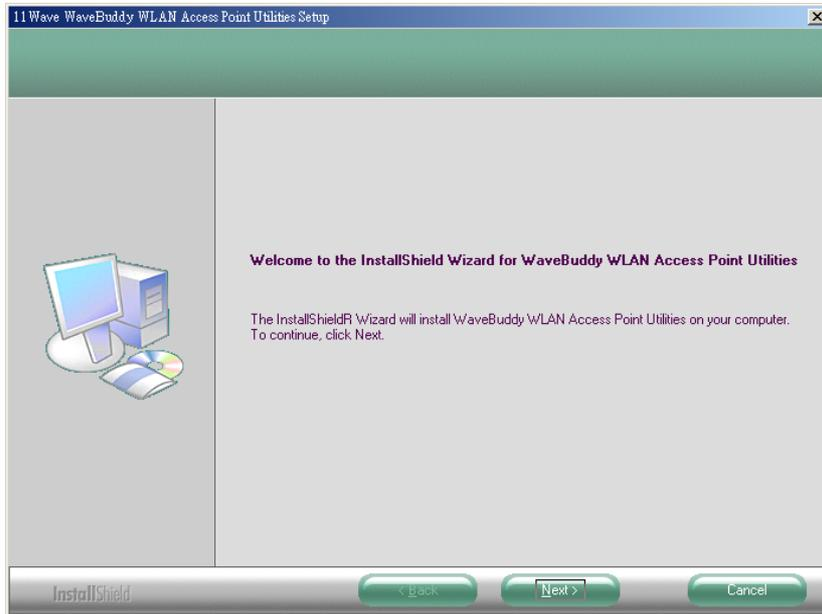 11Wave WaveBuddy WLAN Access Point Utilities Setup
Welcome to the InstallShield Wizard for WaveBuddy WLAN Access Point Utilities
The InstallShieldR Wizard will install WaveBuddy WLAN Access Point Utilities on your computer.
To continue, click Next.
InstallShield
< Back
Next >
Cancel